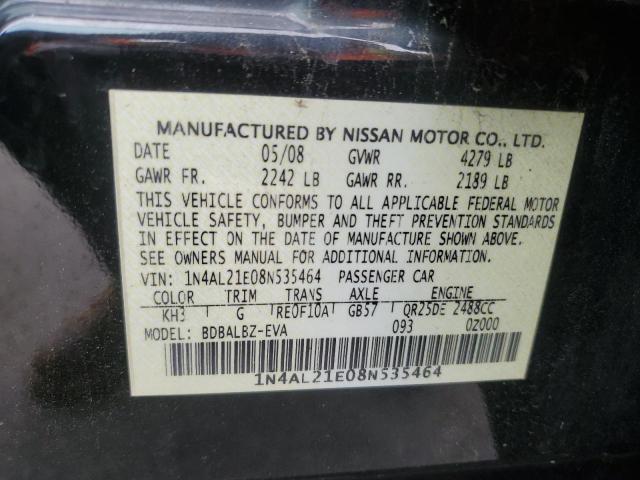 MANUFACTURED BY NISSAN MOTOR CO., LTD.
DATE 05/08 GVWR 4279 LB
GAWR FR. 2242 LB GAWR RR. 2189 LB
THIS VEHICLE CONFORMS TO ALL APPLICABLE FEDERAL MOTOR
VEHICLE SAFETY, BUMPER AND THEFT PREVENTION STANDARDS
IN EFFECT ON THE DATE OF MANUFACTURE SHOWN ABOVE.
SEE OWNERS MANUAL FOR ADDITIONAL INFORMATION.
VIN: 1N4AL21E08N535464 PASSENGER CAR
COLOR TRIM TRANS AXLE ENGINE
KH3 G RE0F10A GB57 QR25DE 2488CC
MODEL: BDBALBZ-EVA 093 0Z000
1N4AL21E08N535464